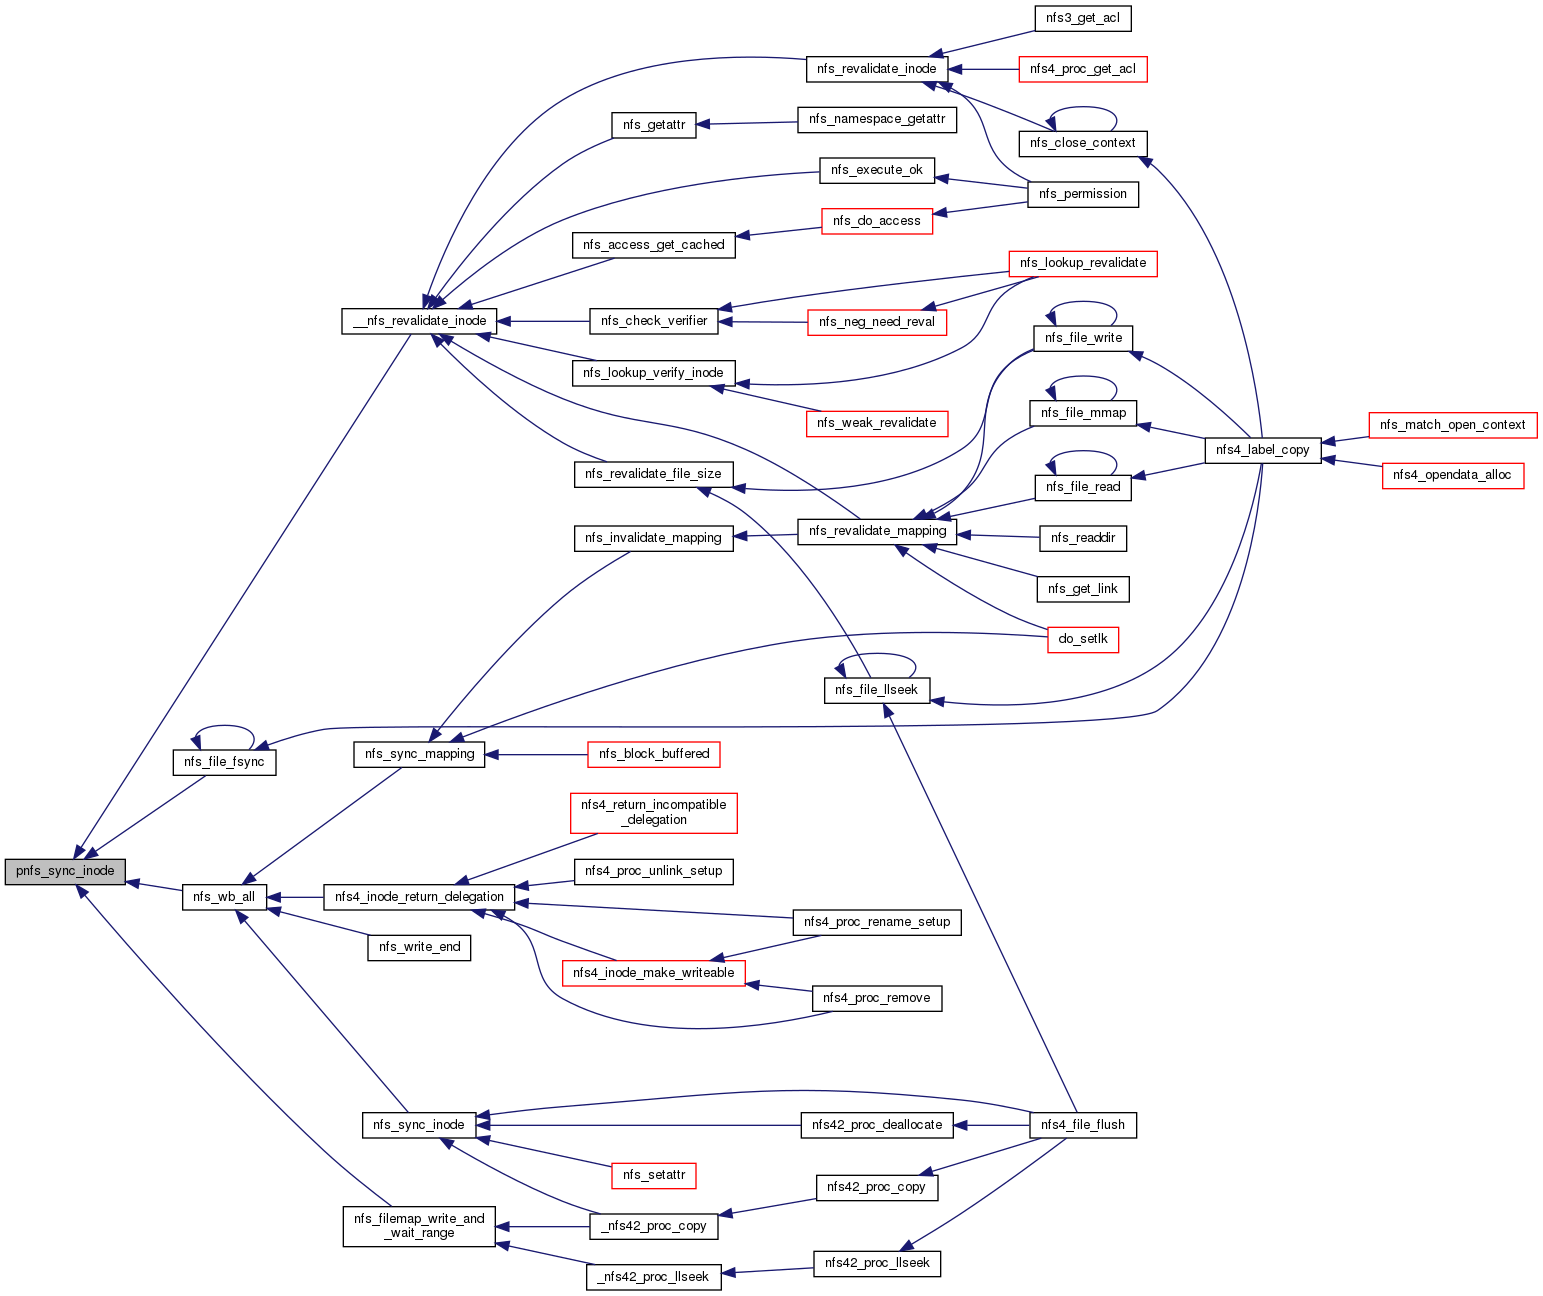 nfs3_get_acl
nfs_revalidate_inode
nfs4_proc_get_acl
nfs_getattr
nfs_namespace_getattr
nfs_close_context
nfs_execute_ok
nfs_permission
nfs_do_access
nfs_access_get_cached
nfs_lookup_revalidate
__nfs_revalidate_inode
nfs_check_verifier
nfs_neg_need_reval
nfs_file_write
nfs_lookup_verify_inode
nfs_file_mmap
nfs_weak_revalidate
nfs_match_open_context
nfs4_label_copy
nfs_revalidate_file_size
nfs_file_read
nfs4_opendata_alloc
nfs_invalidate_mapping
nfs_revalidate_mapping
nfs_readdir
nfs_get_link
do_setlk
nfs_file_llseek
nfs_file_fsync
nfs_sync_mapping
nfs_block_buffered
nfs4_return_incompatible
_delegation
pnfs_sync_inode
nfs4_proc_unlink_setup
nfs_wb_all
nfs4_inode_return_delegation
nfs4_proc_rename_setup
nfs_write_end
nfs4_inode_make_writeable
nfs4_proc_remove
nfs_sync_inode
nfs42_proc_deallocate
nfs4_file_flush
nfs_setattr
nfs42_proc_copy
nfs_filemap_write_and
_wait_range
_nfs42_proc_copy
nfs42_proc_llseek
_nfs42_proc_llseek